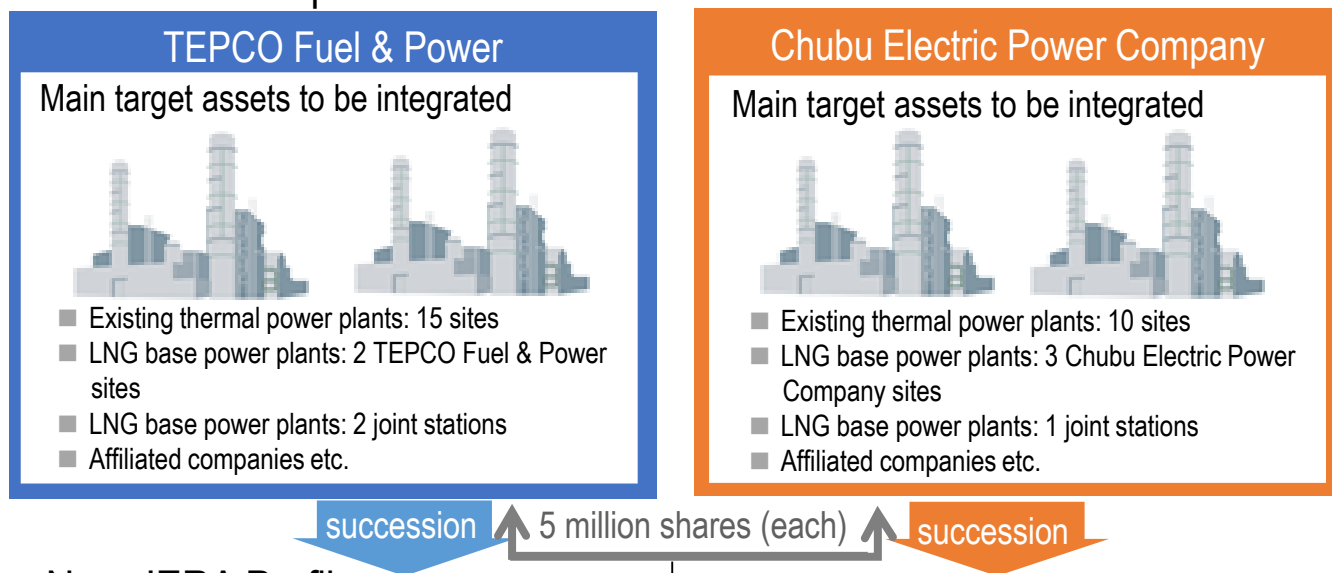 TEPCO Fuel & Power
Main target assets to be integrated
■ Existing thermal power plants: 15 sites
■ LNG base power plants: 2 TEPCO Fuel & Power
sites
■ LNG base power plants: 2 joint stations
■ Affiliated companies etc.
Chubu Electric Power Company
Main target assets to be integrated
■ Existing thermal power plants: 10 sites
■ LNG base power plants: 3 Chubu Electric Power
Company sites
■ LNG base power plants: 1 joint stations
■ Affiliated companies etc.
succession
5 million shares (each)
succession